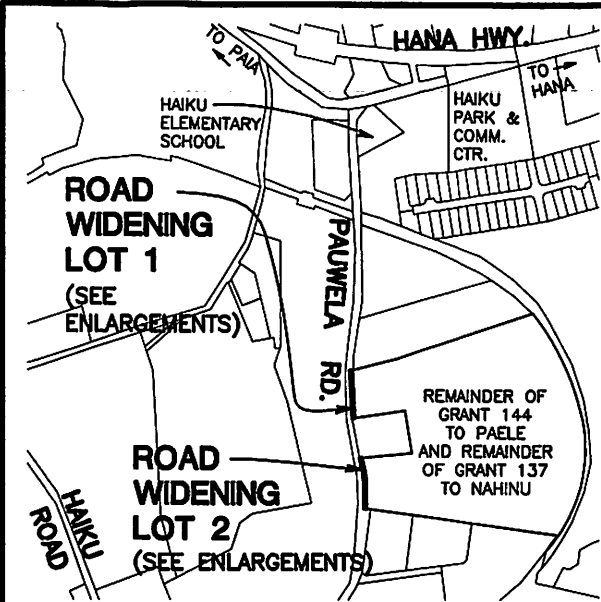 HANA HWY.
TO PAIA
TO
HANA
HAIKU
ELEMENTARY
SCHOOL
HAIKU
PARK &
COMM.
CTR.
ROAD
WIDENING
LOT 1
(SEE
ENLARGEMENTS)
PAUWELA RD.
REMAINDER OF
GRANT 144
TO PAELE
AND REMAINDER
OF GRANT 137
TO NAHINU
ROAD
WIDENING
LOT 2
(SEE ENLARGEMENTS)
HAIKU
ROAD